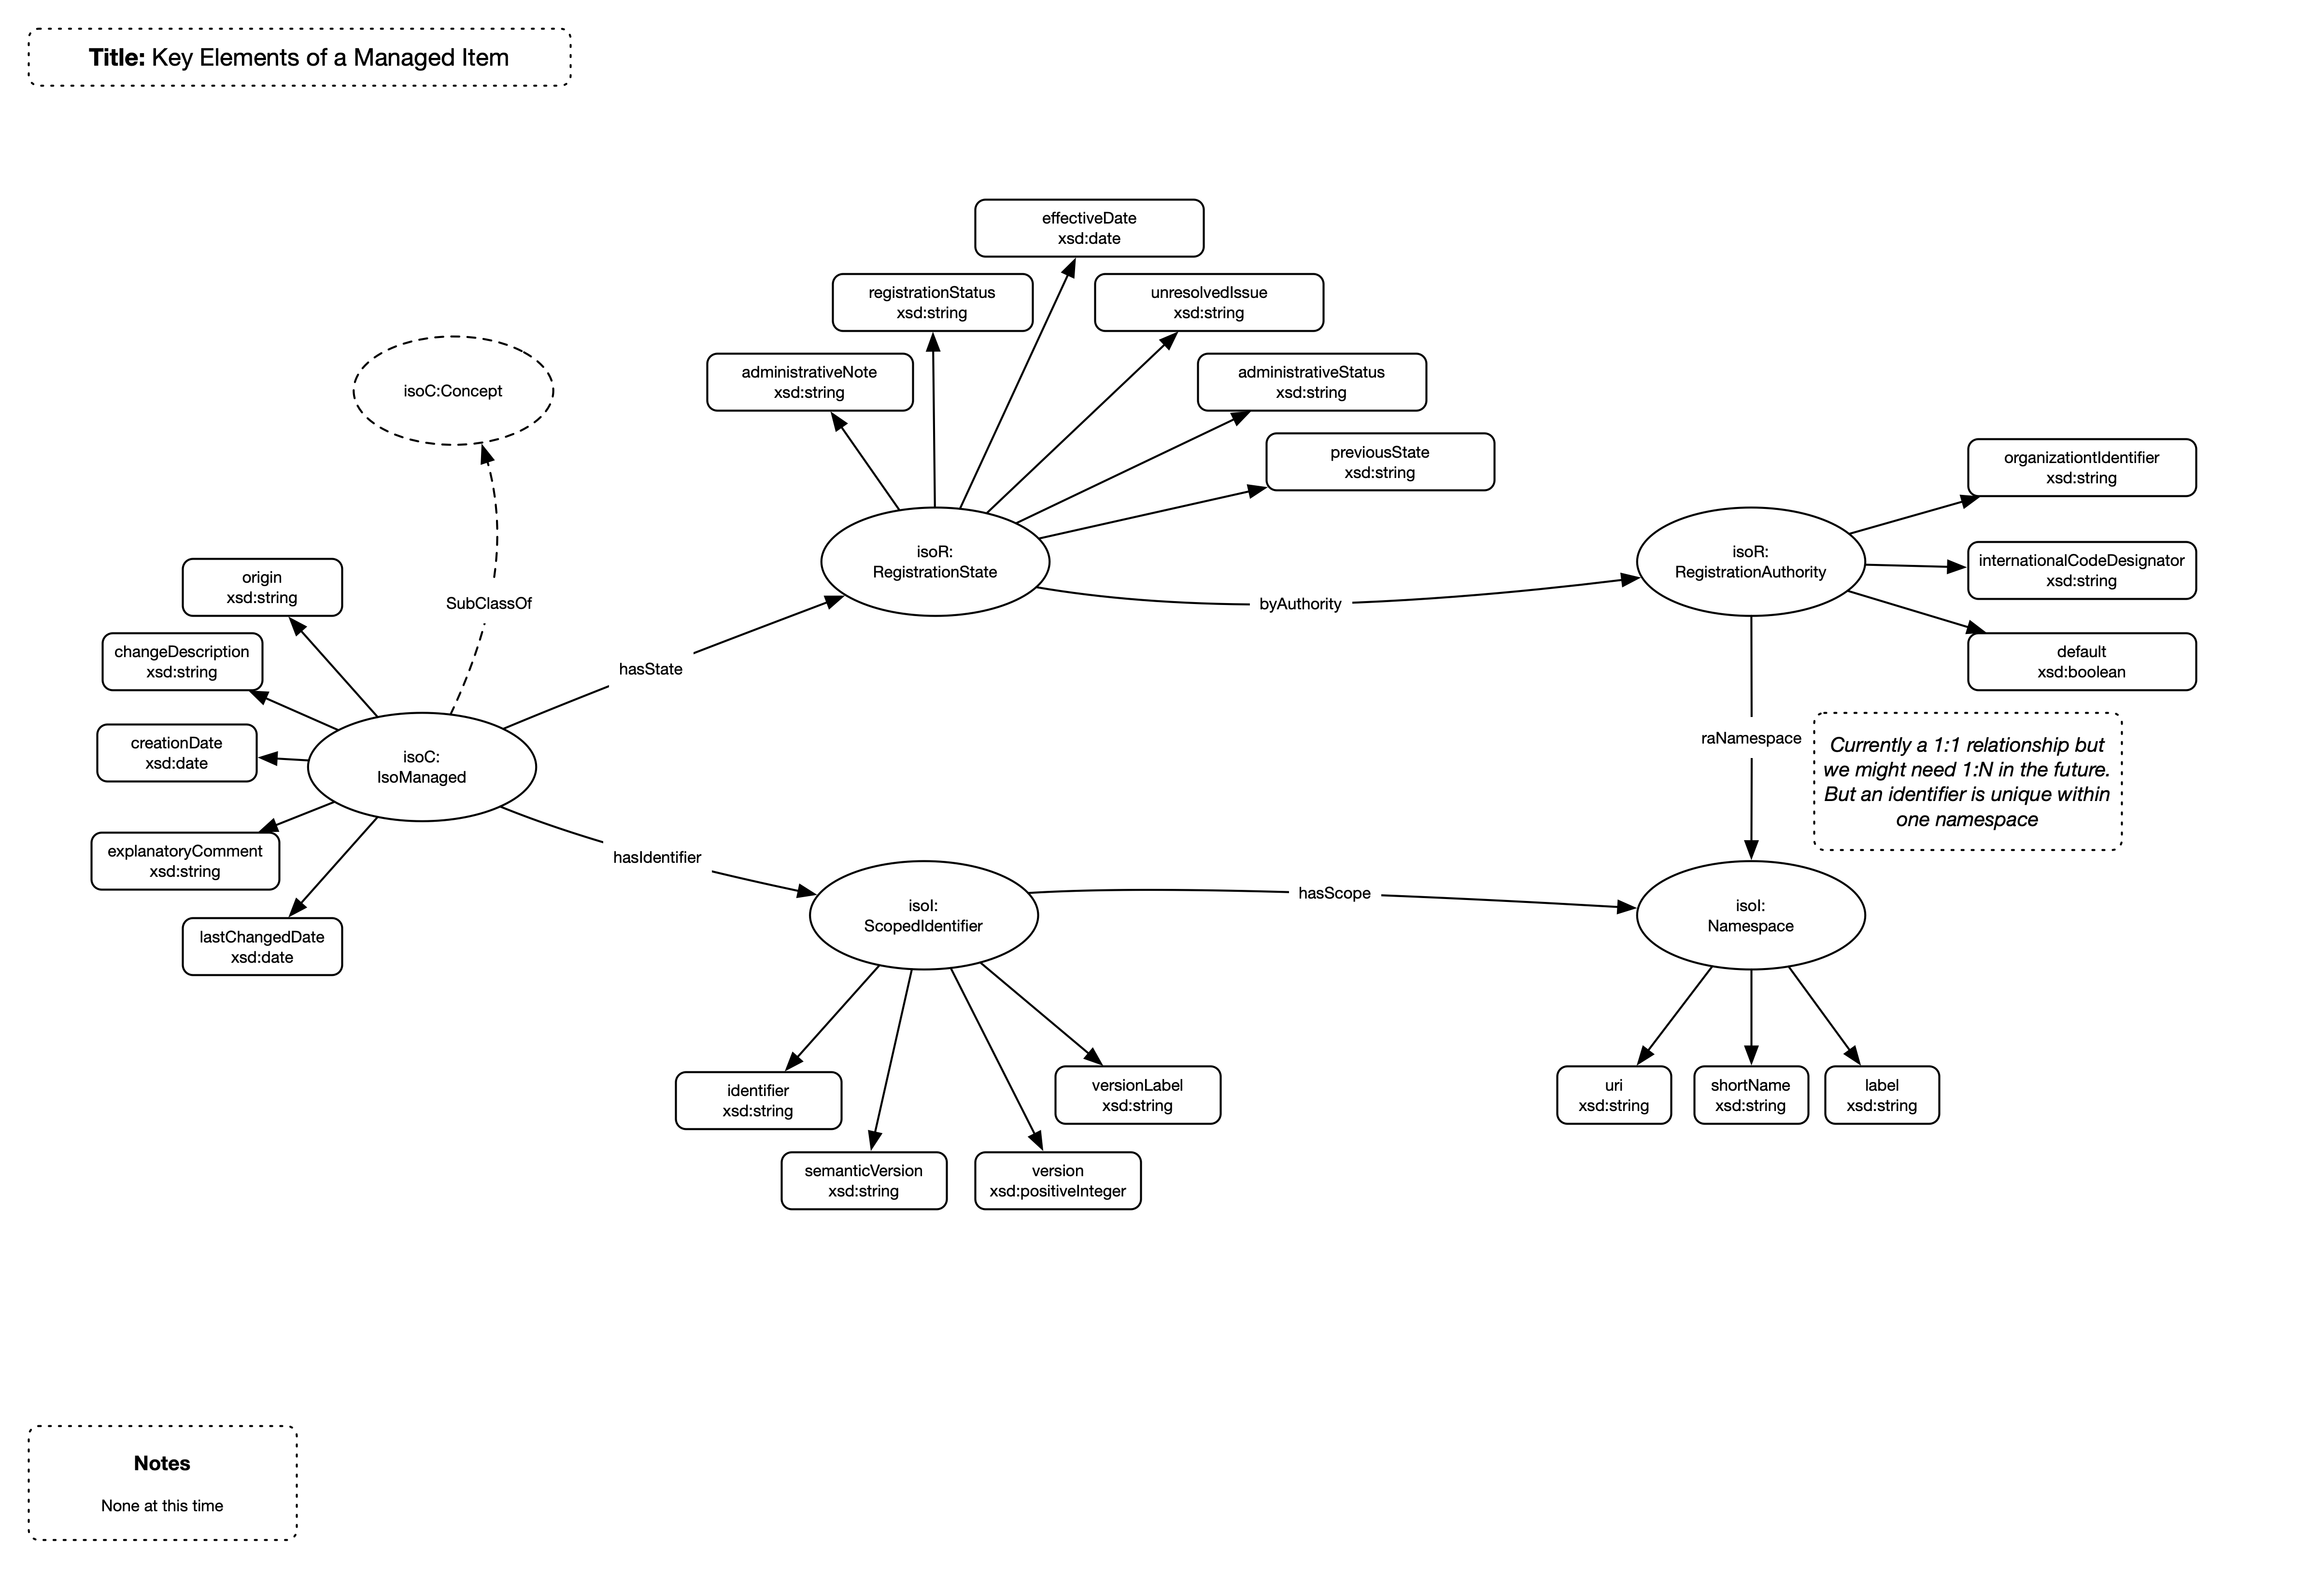 Title: Key Elements of a Managed Item
effectiveDate
xsd:date
registrationStatus
xsd:string
unresolvedIssue
xsd:string
administrativeNote
xsd:string
administrativeStatus
xsd:string
previousState
xsd:string
isoC:Concept
organizationtIdentifier
xsd:string
isoR:
RegistrationState
isoR:
RegistrationAuthority
internationalCodeDesignator
xsd:string
default
xsd:boolean
origin
xsd:string
SubClassOf
byAuthority
changeDescription
xsd:string
hasState
creationDate
xsd:date
isoC:
IsoManaged
raNamespace
Currently a 1:1 relationship but
we might need 1:N in the future.
But an identifier is unique within
one namespace
explanatoryComment
xsd:string
hasIdentifier
lastChangedDate
xsd:date
isoI:
ScopedIdentifier
hasScope
isoI:
Namespace
identifier
xsd:string
versionLabel
xsd:string
semanticVersion
xsd:string
version
xsd:positiveInteger
uri
xsd:string
shortName
xsd:string
label
xsd:string
Notes
None at this time